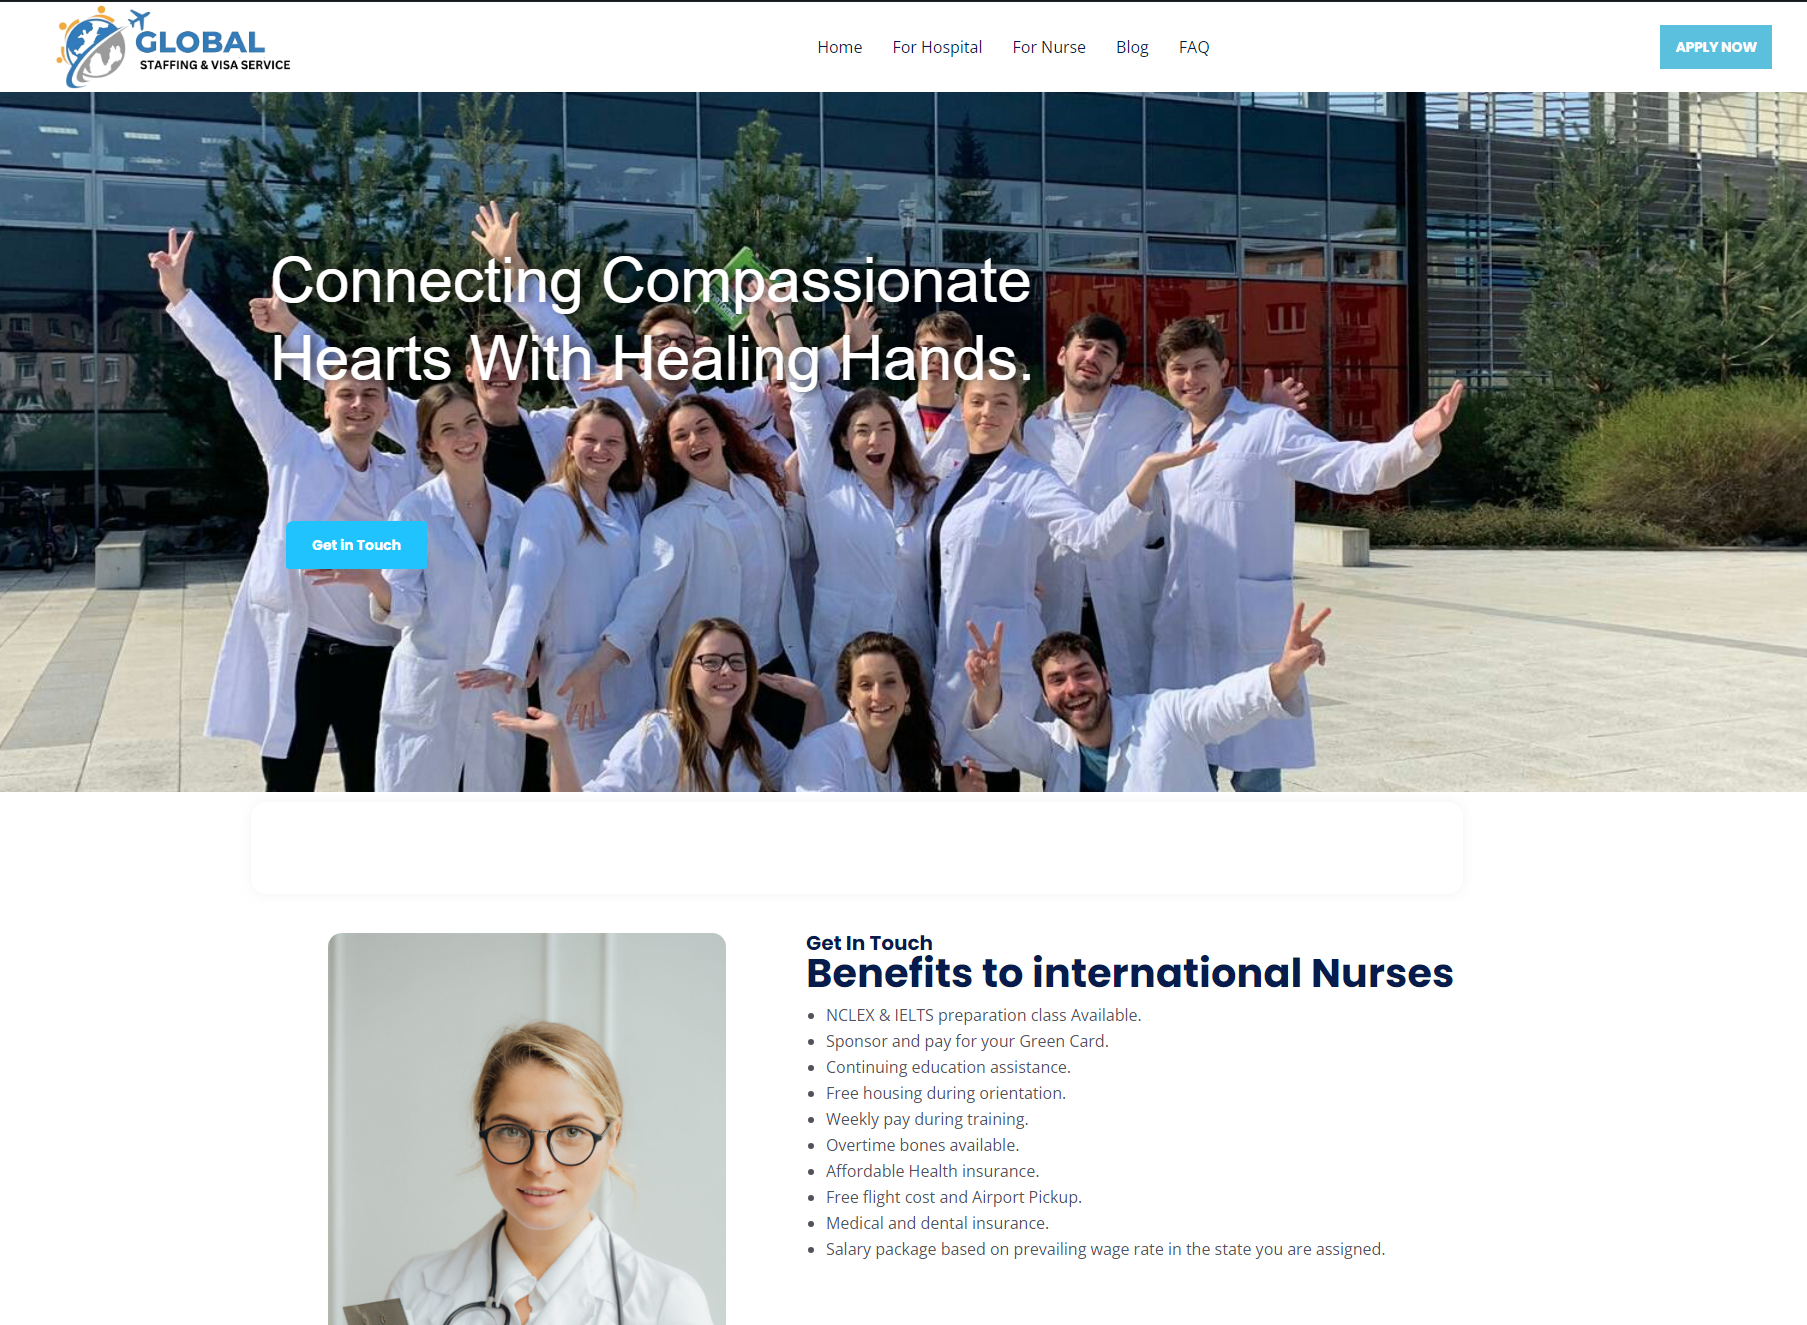 GLOBAL
STAFFING & VISA SERVICE
Home For Hospital For Nurse Blog FAQ
APPLY NOW
Connecting Compassionate
Hearts With Healing Hands.
Get in Touch
Get In Touch
Benefits to international Nurses
NCLEX & IELTS preparation class Available.
Sponsor and pay for your Green Card.
Continuing education assistance.
Free housing during orientation.
Weekly pay during training.
Overtime bones available.
Affordable Health insurance.
Free flight cost and Airport Pickup.
Medical and dental insurance.
Salary package based on prevailing wage rate in the state you are assigned.